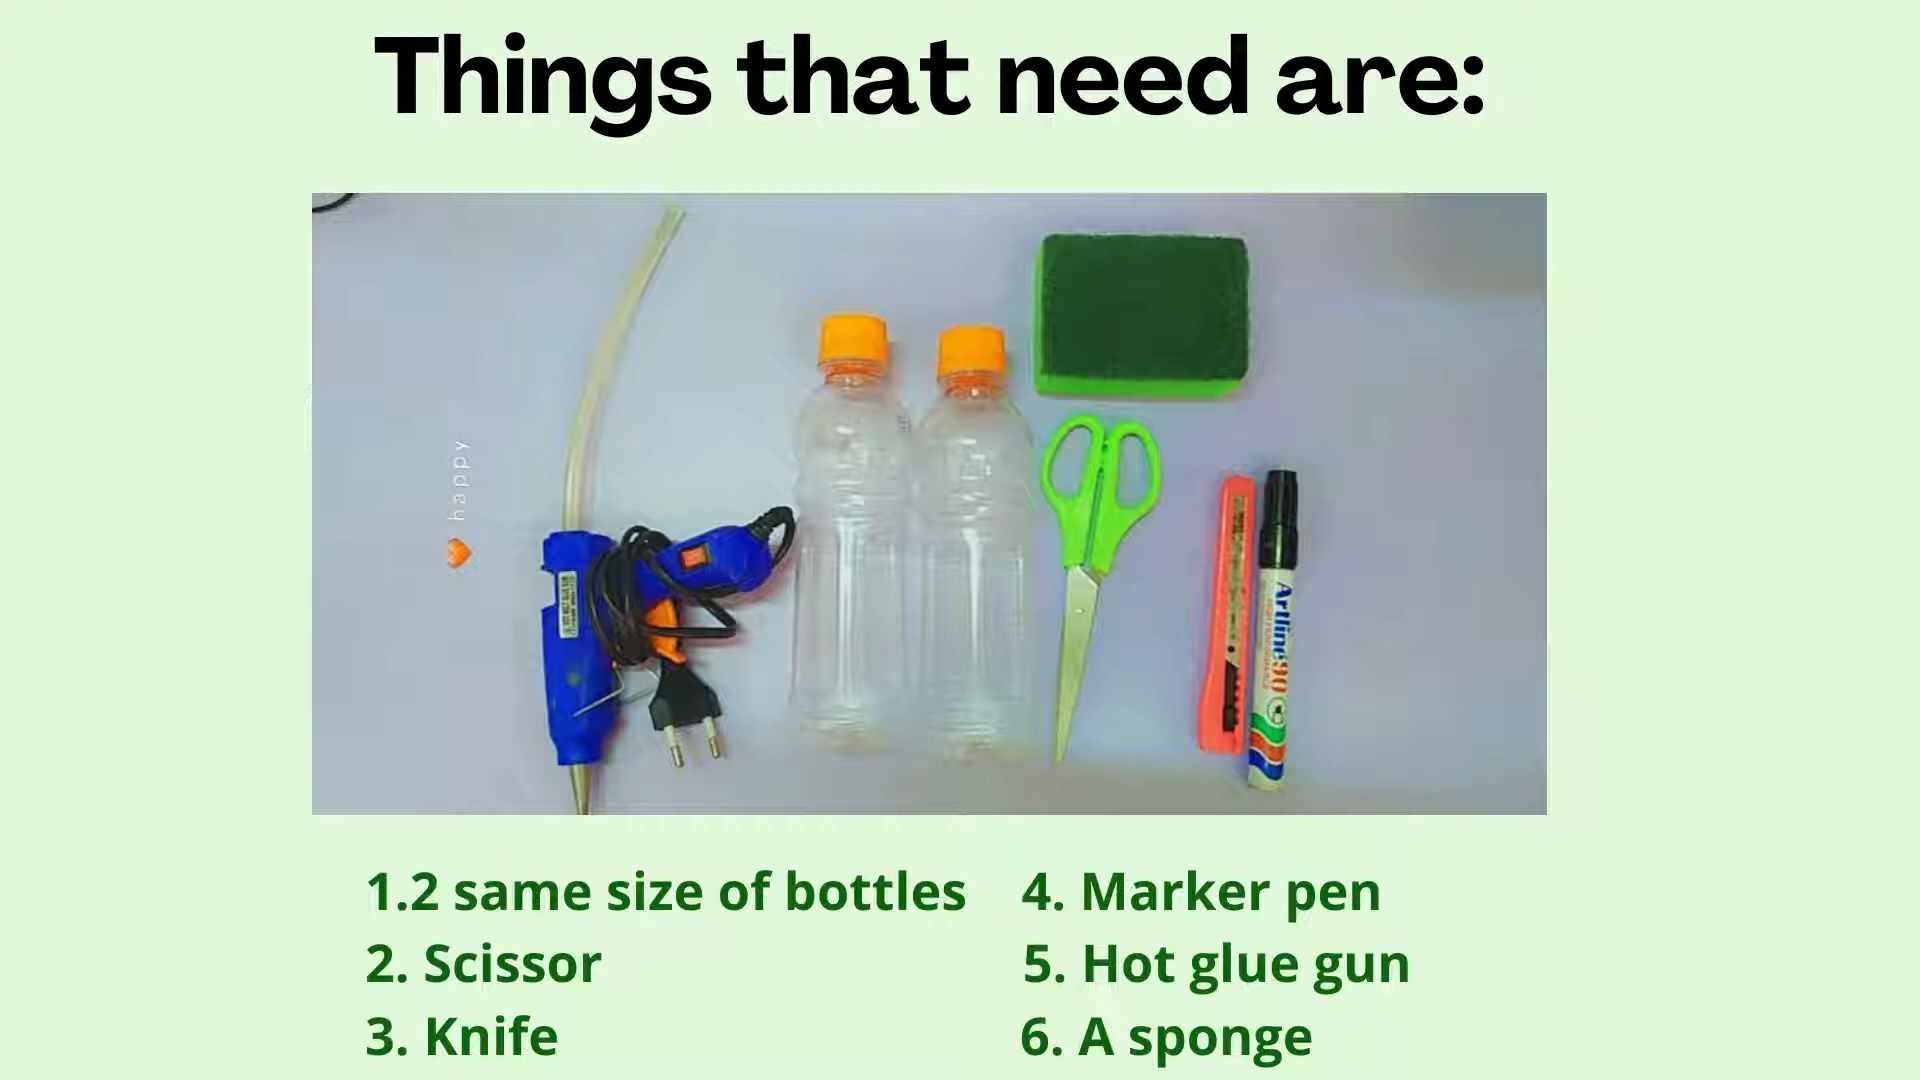 Things that need are:
happy
Artline 90
1.2 same size of bottles
2. Scissor
3. Knife
4. Marker pen
5. Hot glue gun
6. A sponge